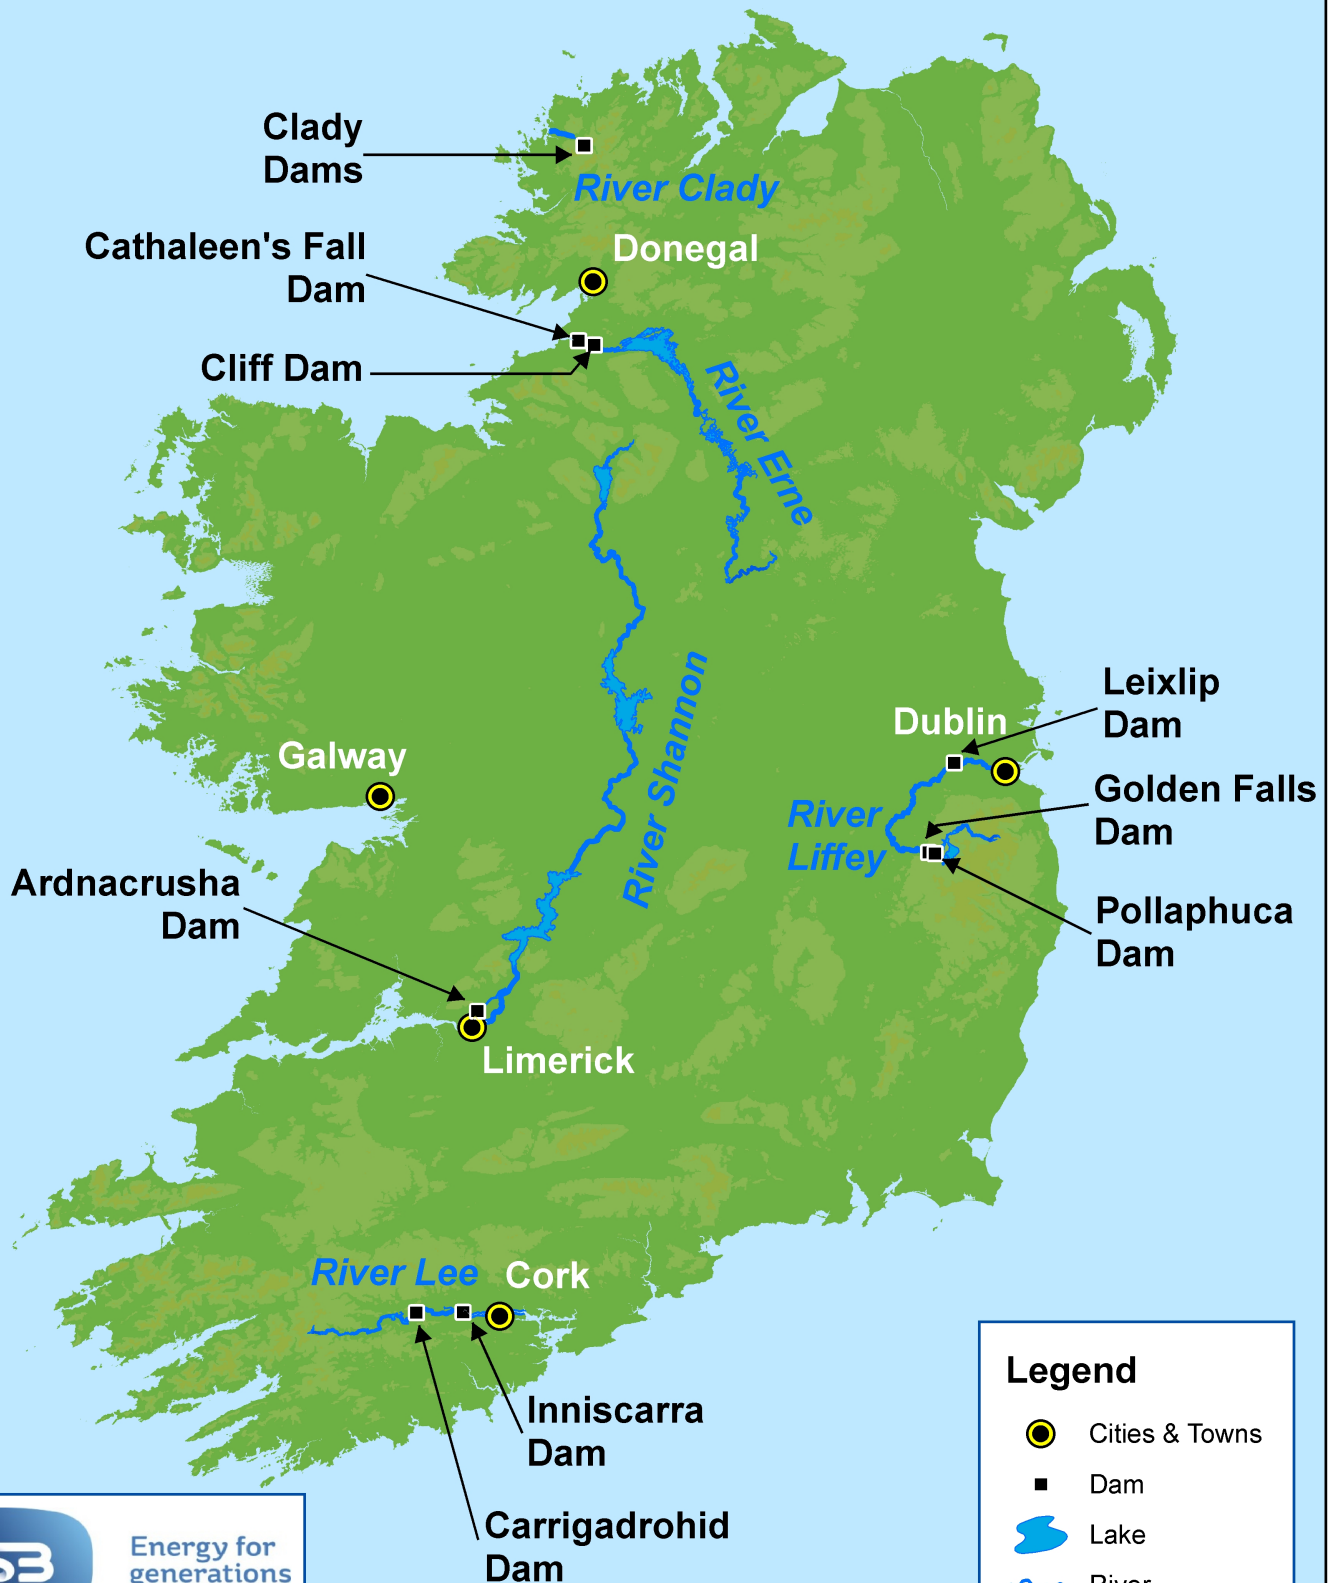 Clady
Dams
River Clady
Cathaleen's Fall
Dam
Donegal
Cliff Dam
River Erne
River Shannon
Leixlip
Dam
Dublin
Galway
Golden Falls
Dam
River
Liffey
Ardnacrusha
Dam
Pollaphuca
Dam
Limerick
River Lee
Cork
Inniscarra
Dam
Carrigadrohid
Dam
Legend
Cities & Towns
Dam
Lake
River
Energy for
generations